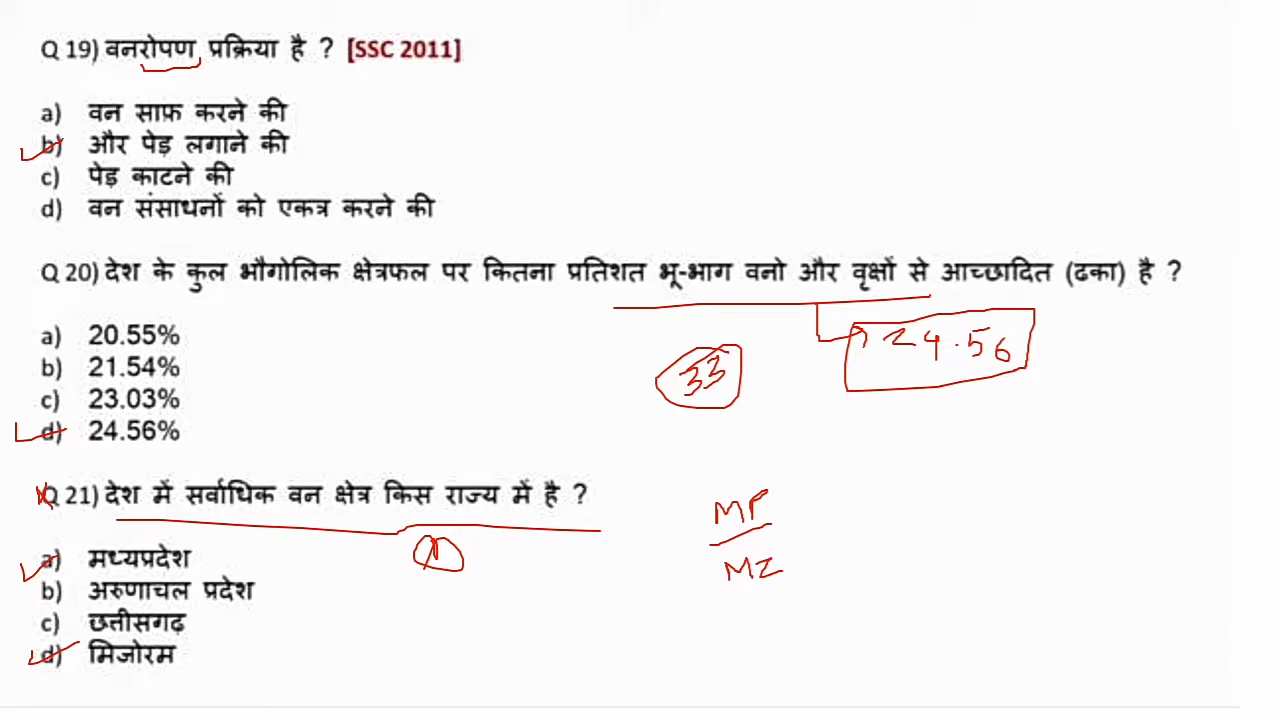 Q 19) वनरोपण प्रक्रिया है ? [SSC 2011]
a) वन साफ़ करने की
b) और पेड़ लगाने की
c) पेड़ काटने की
d) वन संसाधनों को एकत्र करने की
Q 20) देश के कुल भौगोलिक क्षेत्रफल पर कितना प्रतिशत भू-भाग वनो और वृक्षों से आच्छादित (ढका) है ?
a) 20.55%
24.56
b) 21.54%
33
c) 23.03%
d) 24.56%
Q 21) देश में सर्वाधिक वन क्षेत्र किस राज्य में है ?
MP
a) मध्यप्रदेश
MZ
b) अरुणाचल प्रदेश
c) छत्तीसगढ़
d) मिजोरम